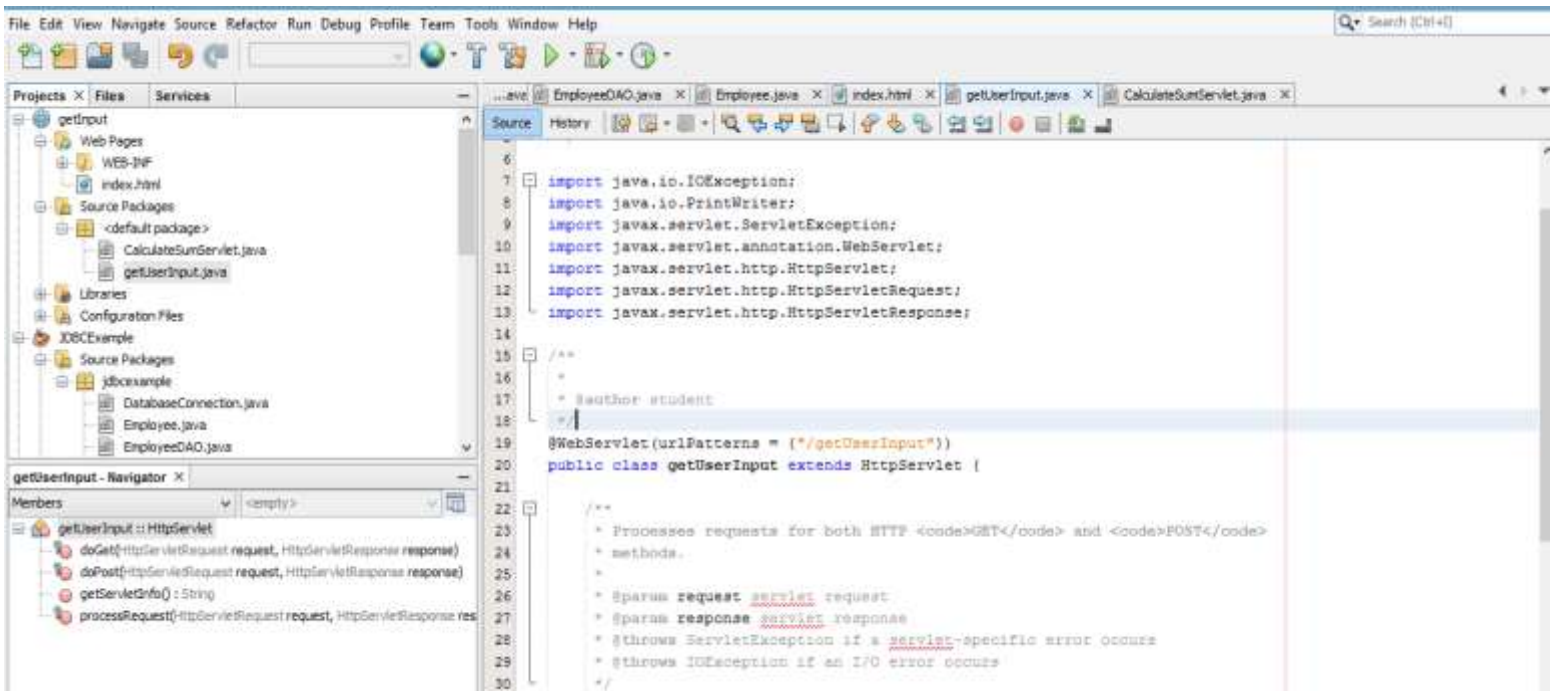 File Edit View Navigate Source Refactor Run Debug Profile Team Tools Window Help
Search (Ctrl+I)
Projects Files Services
getInput
Web Pages
WEB-INF
index.html
Source Packages
<default package>
CalculateSumServlet.java
getUserInput.java
Libraries
Configuration Files
JDBCExample
Source Packages
jdbcexample
DatabaseConnection.java
Employee.java
EmployeeDAO.java
getUserInput - Navigator
Members <empty>
getUserInput :: HttpServlet
doGet(HttpServletRequest request, HttpServletResponse response)
doPost(HttpServletRequest request, HttpServletResponse response)
getServletInfo() : String
processRequest(HttpServletRequest request, HttpServletResponse res
...ava EmployeeDAO.java Employee.java index.html getUserInput.java CalculateSumServlet.java
Source History
6
7 import java.io.IOException;
8 import java.io.PrintWriter;
9 import javax.servlet.ServletException;
10 import javax.servlet.annotation.WebServlet;
11 import javax.servlet.http.HttpServlet;
12 import javax.servlet.http.HttpServletRequest;
13 import javax.servlet.http.HttpServletResponse;
14
15 /**
16 *
17 * @author student
18 */
19 @WebServlet(urlPatterns = {"/getUserInput"})
20 public class getUserInput extends HttpServlet {
21
22 /**
23 * Processes requests for both HTTP <code>GET</code> and <code>POST</code>
24 * methods.
25 *
26 * @param request servlet request
27 * @param response servlet response
28 * @throws ServletException if a servlet-specific error occurs
29 * @throws IOException if an I/O error occurs
30 */